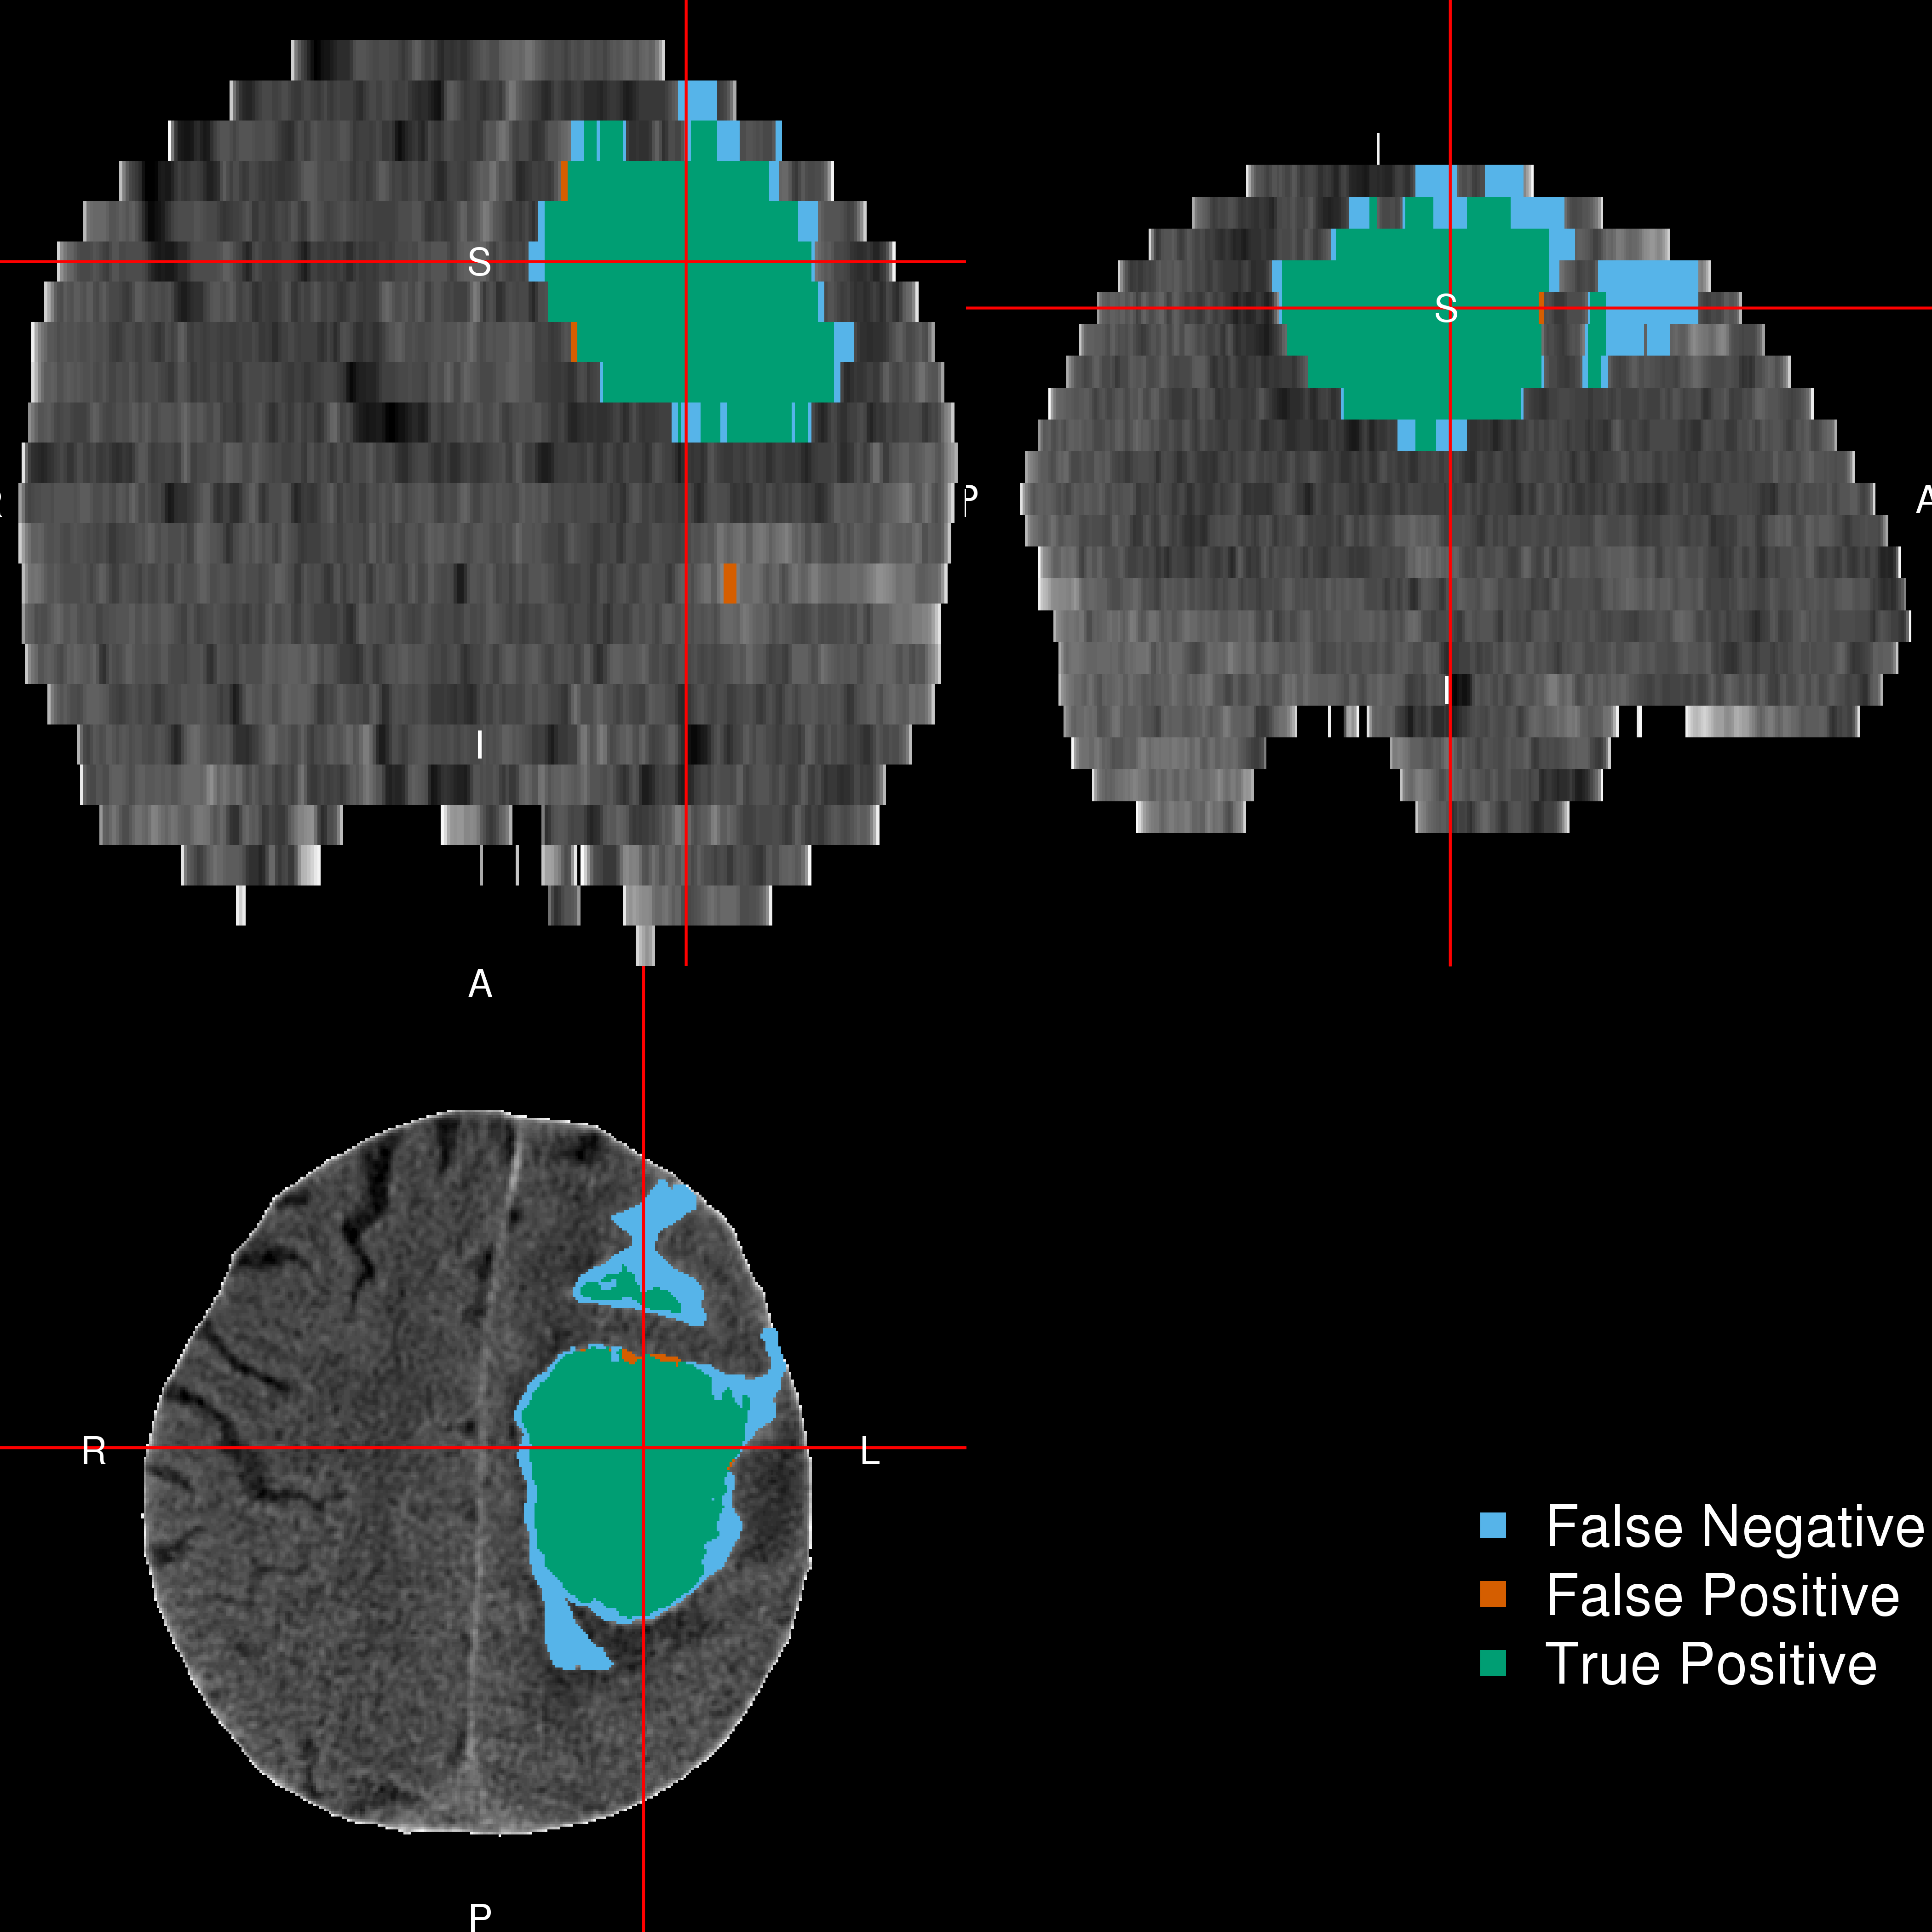 S
S
P
A
I
I
A
R
L
False Negative
False Positive
True Positive
P